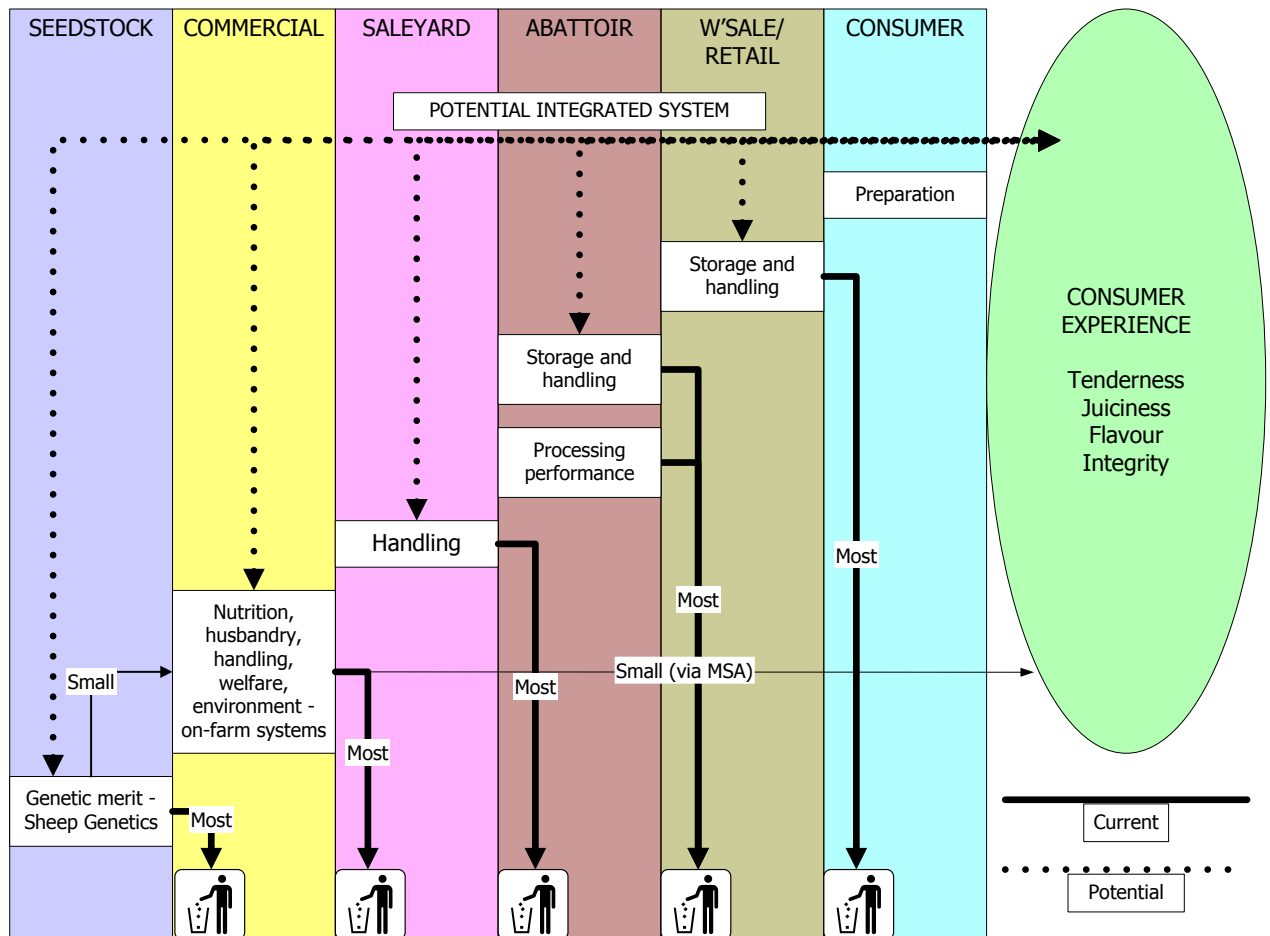 SEEDSTOCK
COMMERCIAL
SALEYARD
ABATTOIR
W'SALE/
RETAIL
CONSUMER
POTENTIAL INTEGRATED SYSTEM
Preparation
Storage and
handling
CONSUMER
EXPERIENCE
Tenderness
Juiciness
Flavour
Integrity
Storage and
handling
Processing
performance
Handling
Most
Most
Nutrition,
husbandry,
handling,
welfare,
environment -
on-farm systems
Small
Small (via MSA)
Most
Most
Genetic merit -
Sheep Genetics
Most
Current
Potential